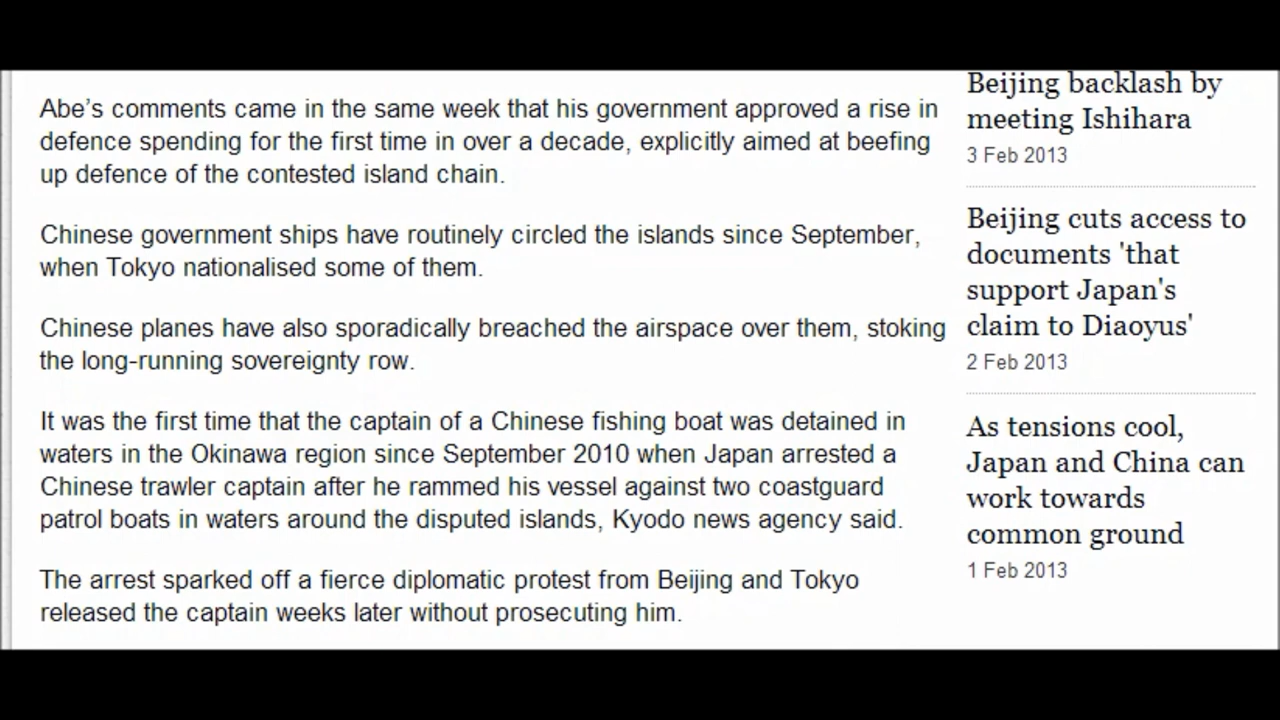 Abe’s comments came in the same week that his government approved a rise in
defence spending for the first time in over a decade, explicitly aimed at beefing
up defence of the contested island chain.
Chinese government ships have routinely circled the islands since September,
when Tokyo nationalised some of them.
Chinese planes have also sporadically breached the airspace over them, stoking
the long-running sovereignty row.
It was the first time that the captain of a Chinese fishing boat was detained in
waters in the Okinawa region since September 2010 when Japan arrested a
Chinese trawler captain after he rammed his vessel against two coastguard
patrol boats in waters around the disputed islands, Kyodo news agency said.
The arrest sparked off a fierce diplomatic protest from Beijing and Tokyo
released the captain weeks later without prosecuting him.
Beijing backlash by
meeting Ishihara
3 Feb 2013
Beijing cuts access to
documents 'that
support Japan's
claim to Diaoyus'
2 Feb 2013
As tensions cool,
Japan and China can
work towards
common ground
1 Feb 2013